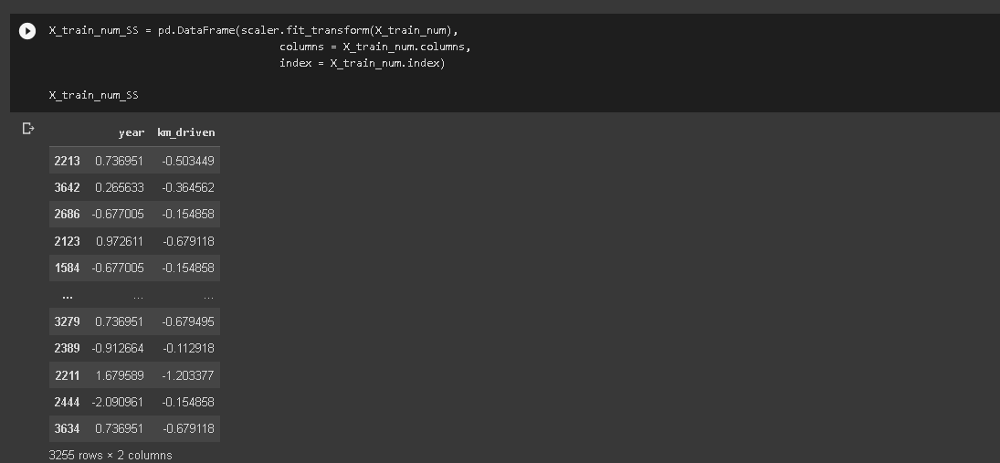 X_train_num_SS = pd.DataFrame(scaler.fit_transform(X_train_num),
columns = X_train_num.columns,
index = X_train_num.index)
X_train_num_SS
year km_driven
2213 0.736951 -0.503449
3642 0.265633 -0.364562
2686 -0.677005 -0.154858
2123 0.972611 -0.679118
1584 -0.677005 -0.154858
... ... ...
3279 0.736951 -0.679495
2389 -0.912664 -0.112918
2211 1.679589 -1.203377
2444 -2.090961 -0.154858
3634 0.736951 -0.679118
3255 rows × 2 columns